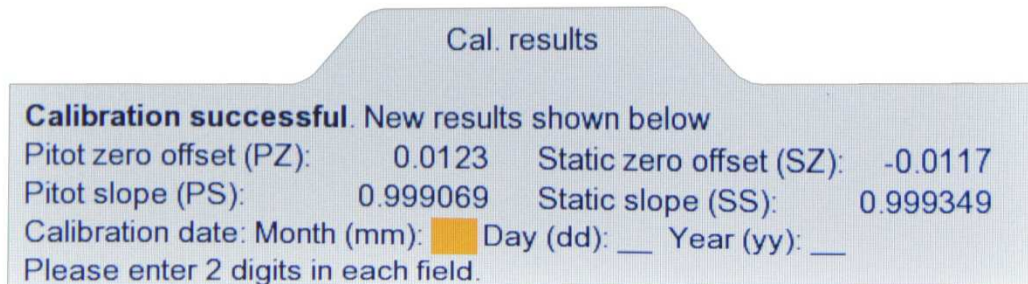 Cal. results
Calibration successful. New results shown below
Pitot zero offset (PZ): 0.0123 Static zero offset (SZ): -0.0117
Pitot slope (PS): 0.999069 Static slope (SS): 0.999349
Calibration date: Month (mm): Day (dd): __ Year (yy): __
Please enter 2 digits in each field.